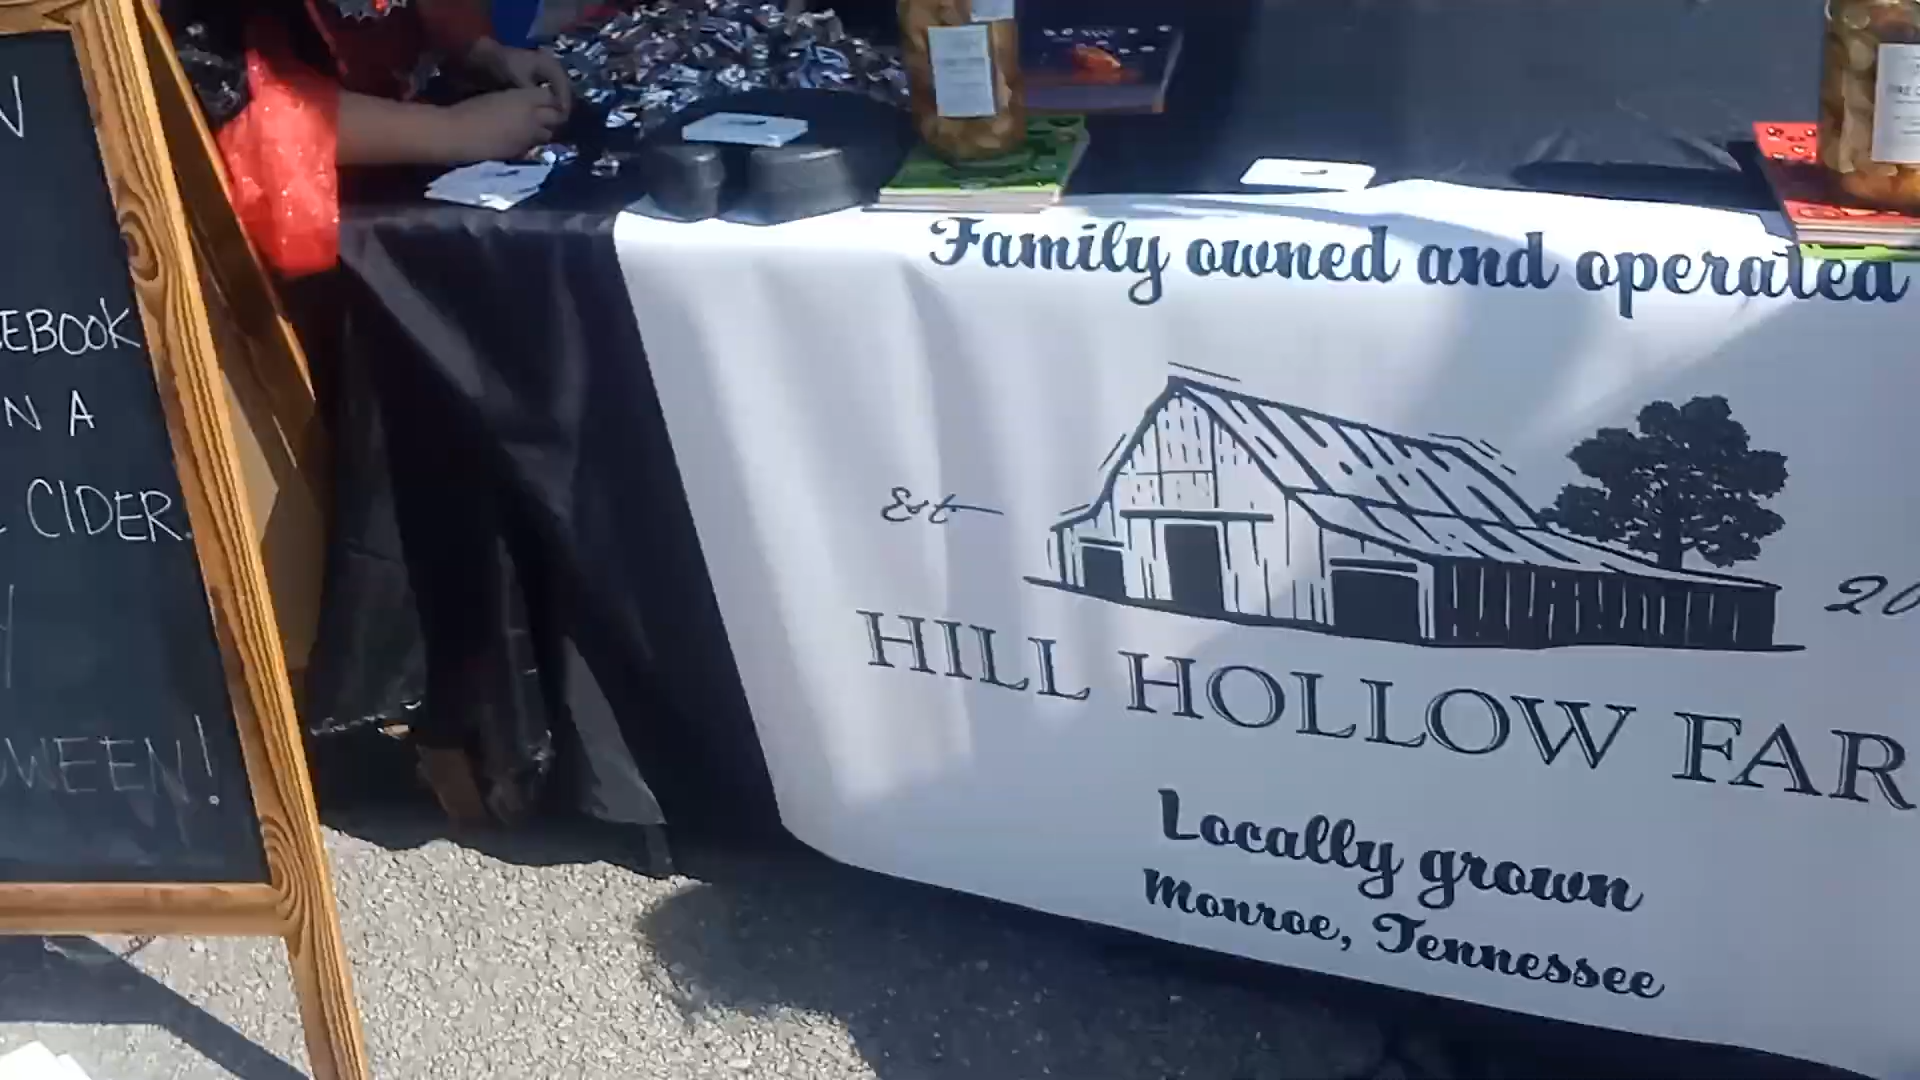 N
EBOOK
N A
CIDER.
WEEN!
Family owned and operated
Est
20
HILL HOLLOW FAR
Locally grown
Monroe, Tennessee